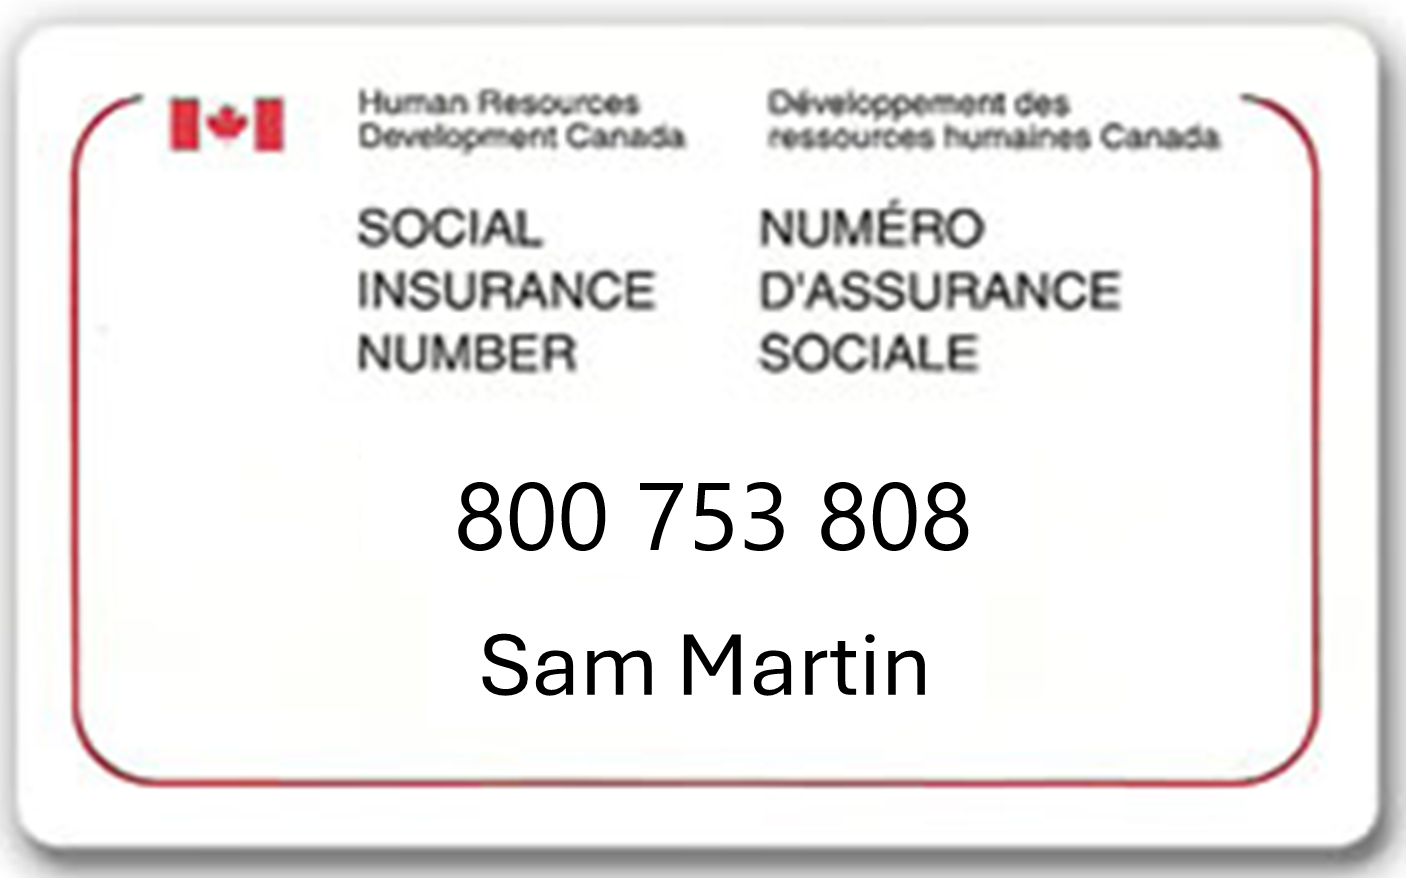 Human Resources
Development Canada
Développement des
ressources humaines Canada
SOCIAL
INSURANCE
NUMBER
NUMÉRO
D'ASSURANCE
SOCIALE
800 753 808
Sam Martin